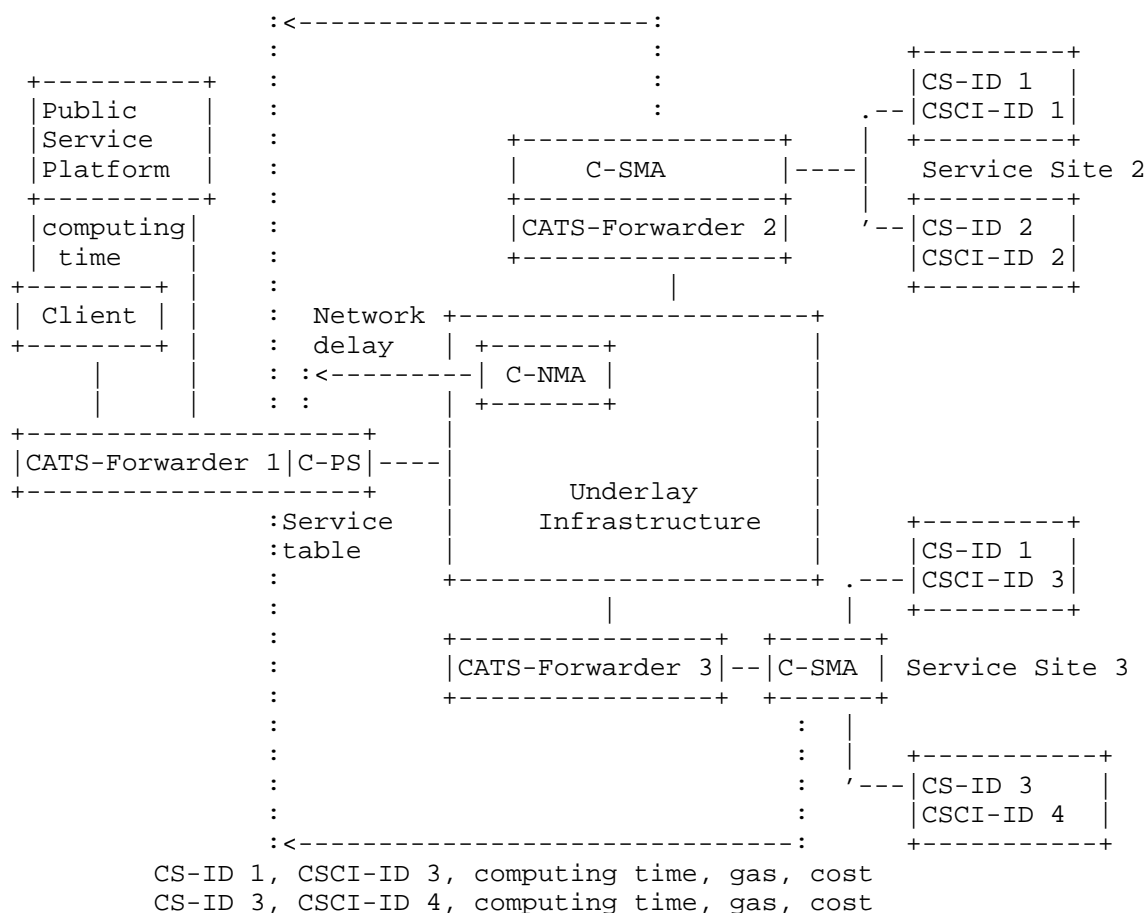 Public
Service
Platform
computing
time
Client
C-SMA
CATS-Forwarder 2
CS-ID 1
CSCI-ID 1
Service Site 2
CS-ID 2
CSCI-ID 2
Network
delay
C-NMA
CATS-Forwarder 1|C-PS
Underlay
Infrastructure
Service
table
CS-ID 1
CSCI-ID 3
CATS-Forwarder 3
C-SMA
Service Site 3
CS-ID 3
CSCI-ID 4
CS-ID 1, CSCI-ID 3, computing time, gas, cost
CS-ID 3, CSCI-ID 4, computing time, gas, cost